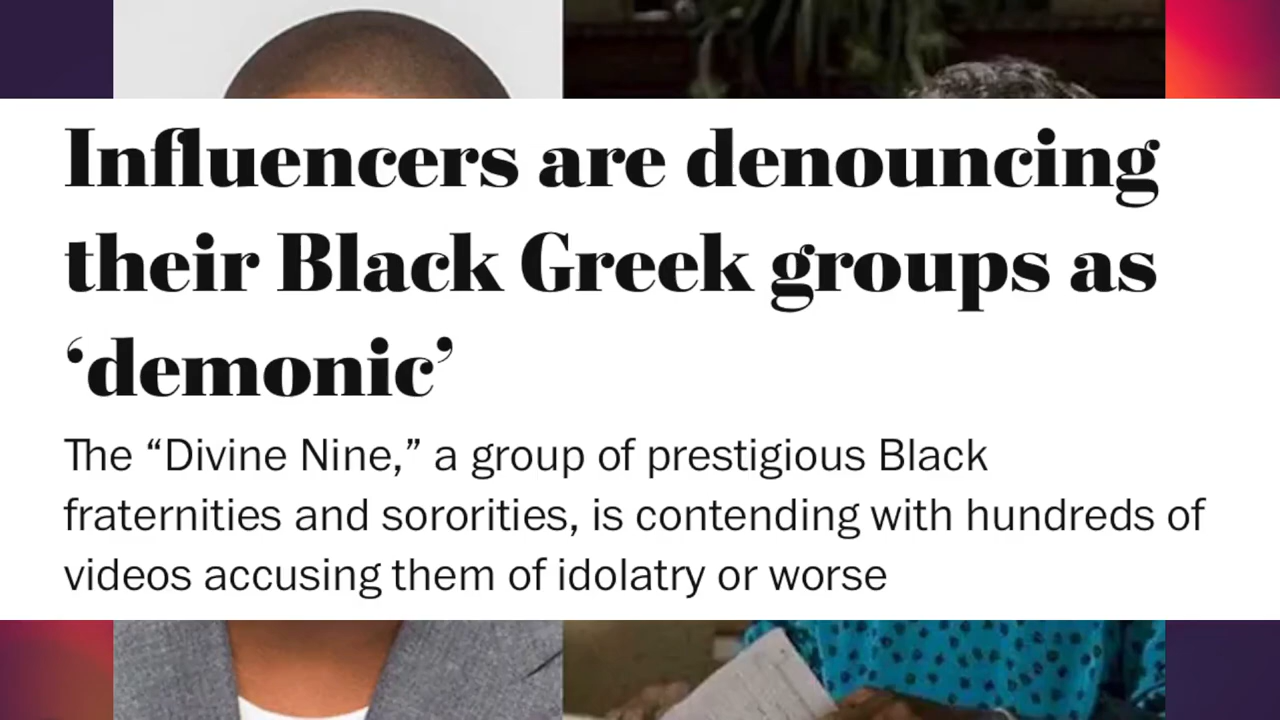 Influencers are denouncing
their Black Greek groups as
‘demonic’
The “Divine Nine,” a group of prestigious Black
fraternities and sororities, is contending with hundreds of
videos accusing them of idolatry or worse